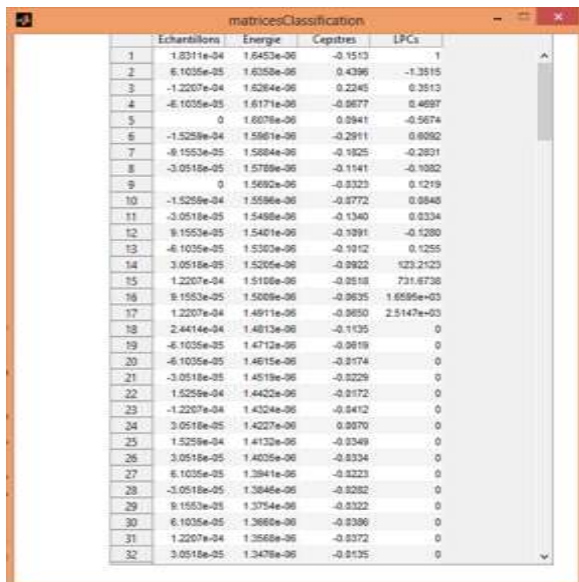 matricesClassification
Echantillons Energie Cepstres LPCs
1 1.8311e-04 1.6453e-06 -0.1513 1
2 6.1035e-05 1.6358e-06 0.4396 -1.3515
3 -1.2207e-04 1.6264e-06 0.2245 0.3513
4 -6.1035e-05 1.6171e-06 -0.0677 0.4697
5 0 1.6076e-06 0.0941 -0.5674
6 -1.5259e-04 1.5981e-06 -0.2911 0.6092
7 -9.1553e-05 1.5884e-06 -0.1825 -0.2831
8 -3.0518e-05 1.5789e-06 -0.1141 -0.1082
9 0 1.5692e-06 -0.0323 0.1219
10 -1.5259e-04 1.5596e-06 -0.0772 0.0848
11 -3.0518e-05 1.5498e-06 -0.1340 0.0334
12 9.1553e-05 1.5401e-06 -0.1091 -0.1280
13 -6.1035e-05 1.5303e-06 -0.1012 0.1255
14 3.0518e-05 1.5205e-06 -0.0922 123.2123
15 1.2207e-04 1.5108e-06 -0.0518 731.6738
16 9.1553e-05 1.5009e-06 -0.0635 1.6595e+03
17 1.2207e-04 1.4911e-06 -0.0650 2.5147e+03
18 2.4414e-04 1.4813e-06 -0.1135 0
19 -6.1035e-05 1.4712e-06 -0.0619 0
20 -6.1035e-05 1.4615e-06 -0.0174 0
21 -3.0518e-05 1.4519e-06 -0.0229 0
22 1.5259e-04 1.4422e-06 -0.0172 0
23 -1.2207e-04 1.4324e-06 -0.0412 0
24 3.0518e-05 1.4227e-06 0.0070 0
25 1.5259e-04 1.4132e-06 -0.0349 0
26 3.0518e-05 1.4035e-06 -0.0334 0
27 6.1035e-05 1.3941e-06 -0.0223 0
28 -3.0518e-05 1.3846e-06 -0.0282 0
29 9.1553e-05 1.3754e-06 -0.0322 0
30 6.1035e-05 1.3660e-06 -0.0386 0
31 1.2207e-04 1.3568e-06 -0.0372 0
32 3.0518e-05 1.3476e-06 -0.0135 0